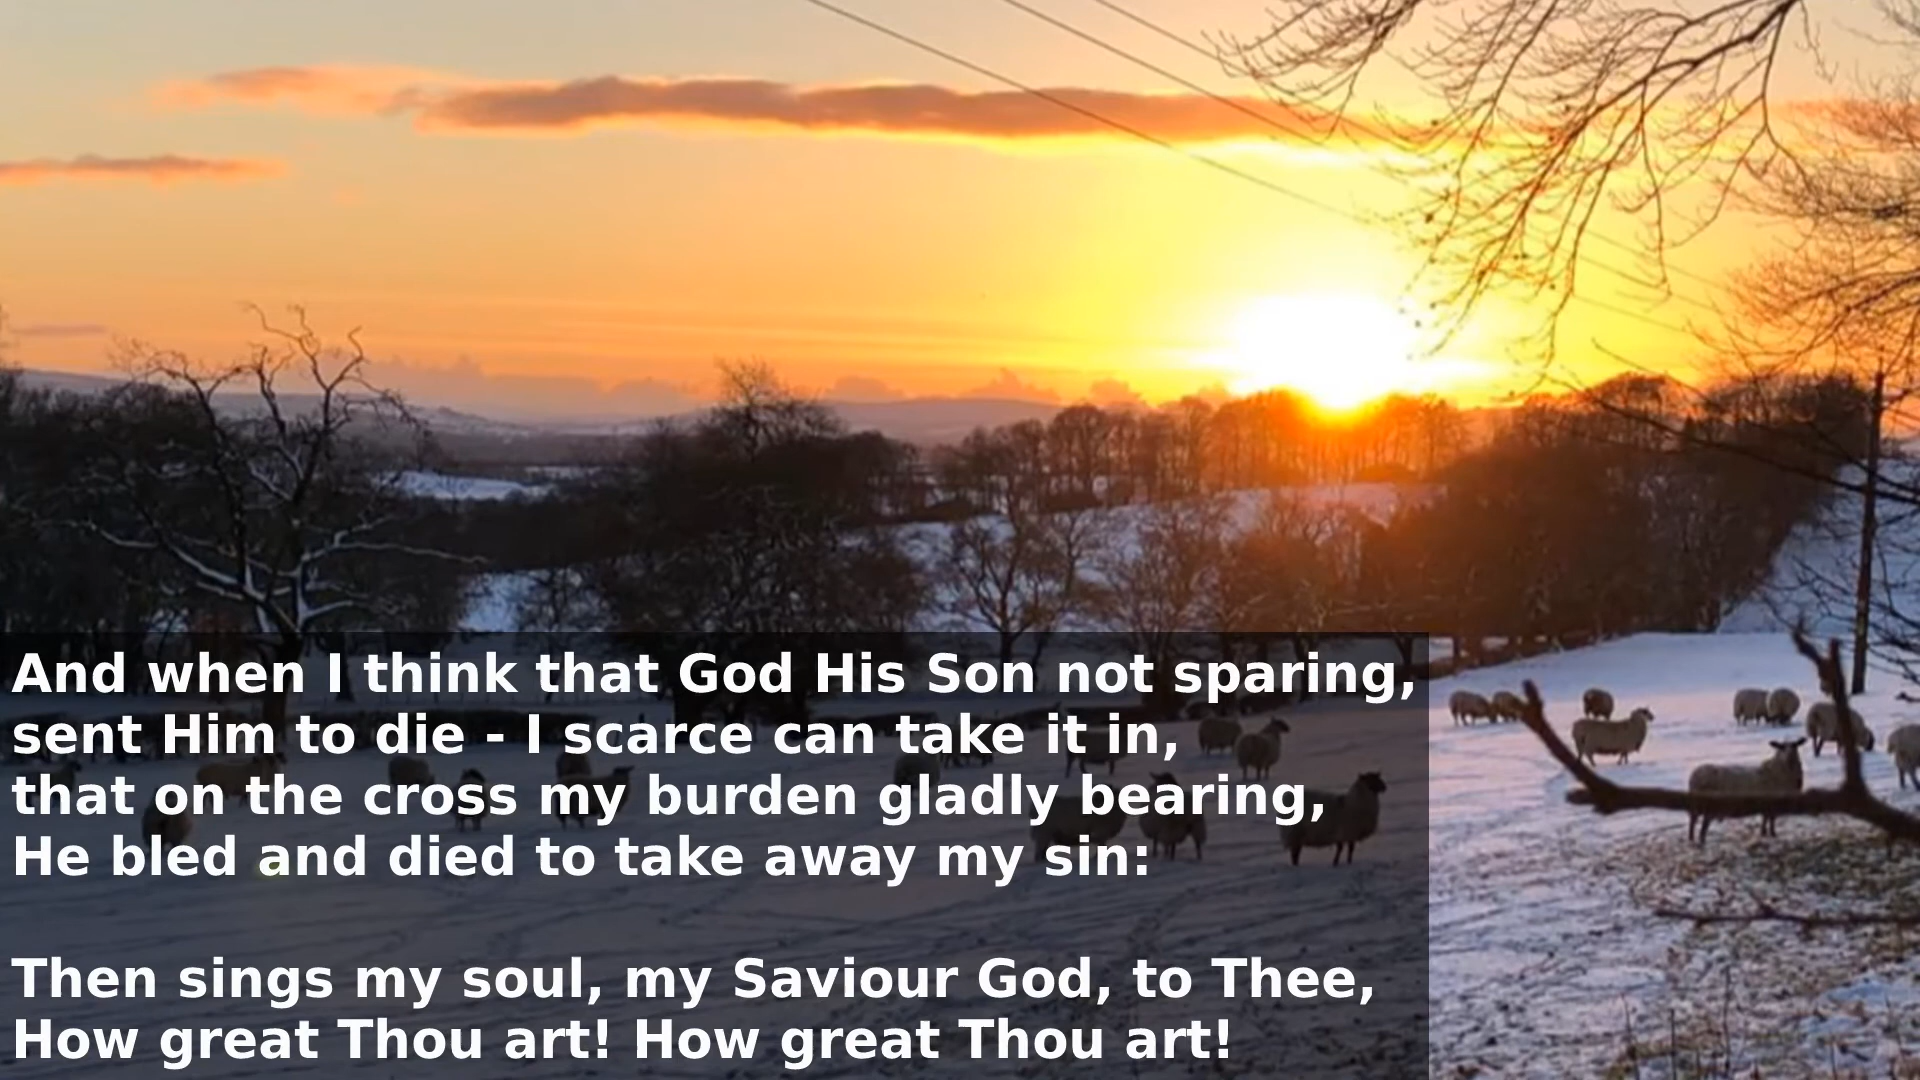 And when I think that God His Son not sparing,
sent Him to die - I scarce can take it in,
that on the cross my burden gladly bearing,
He bled and died to take away my sin:
Then sings my soul, my Saviour God, to Thee,
How great Thou art! How great Thou art!